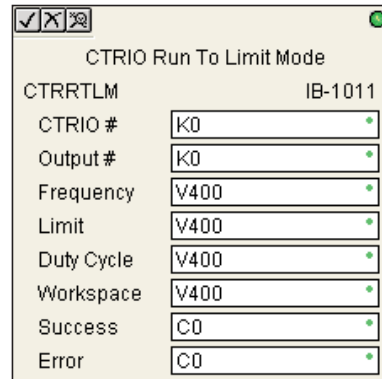 CTRIO Run To Limit Mode
CTRRTLM IB-1011
CTRIO # K0
Output # K0
Frequency V400
Limit V400
Duty Cycle V400
Workspace V400
Success C0
Error C0